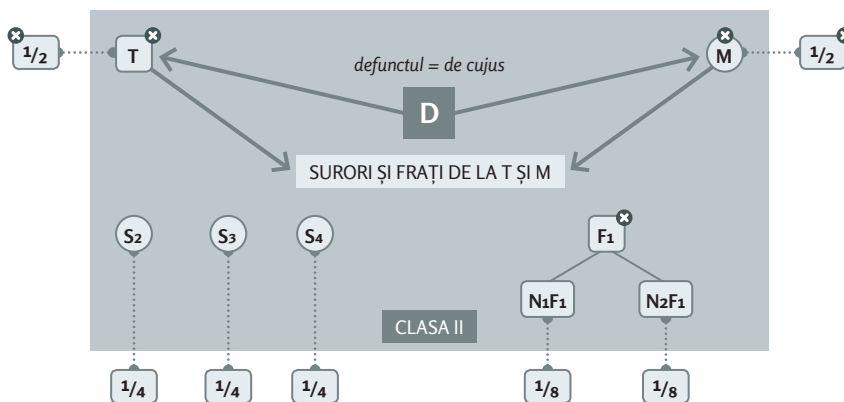 1/2 T M 1/2
defunctul = de cujus
D
SURORI ȘI FRAȚI DE LA T ȘI M
S2 S3 S4 F1
N1F1 N2F1
CLASA II
1/4 1/4 1/4 1/8 1/8